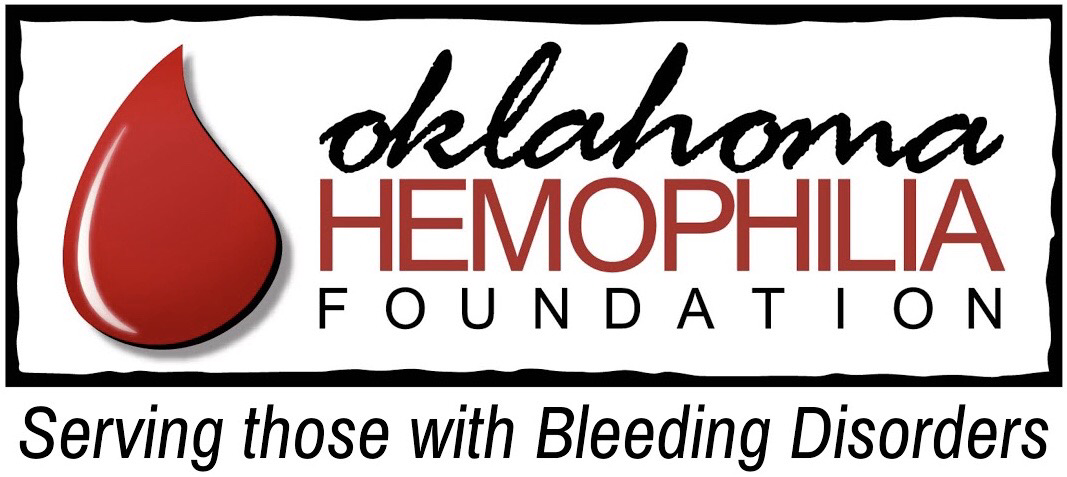 oklahoma
HEMOPHILIA
FOUNDATION
Serving those with Bleeding Disorders